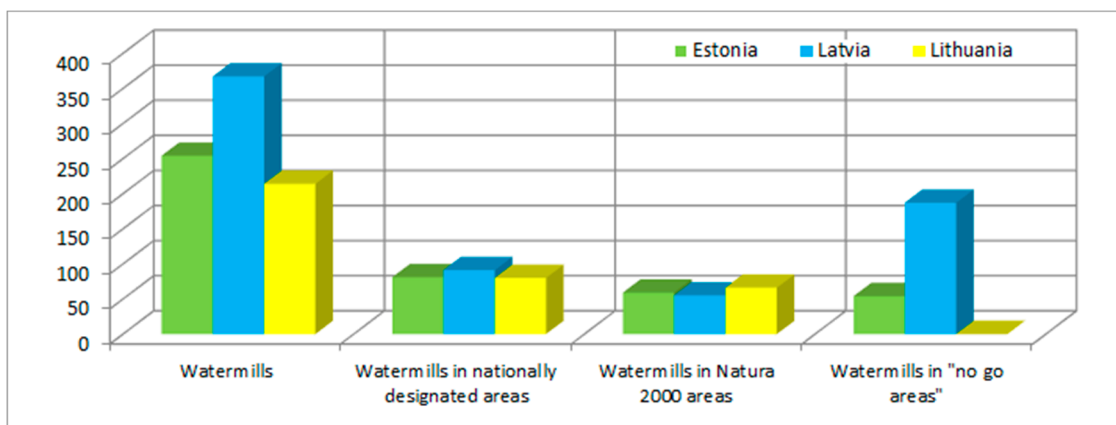 Estonia Latvia Lithuania
400
350
300
250
200
150
100
50
0
Watermills
Watermills in nationally
designated areas
Watermills in Natura
2000 areas
Watermills in "no go
areas"